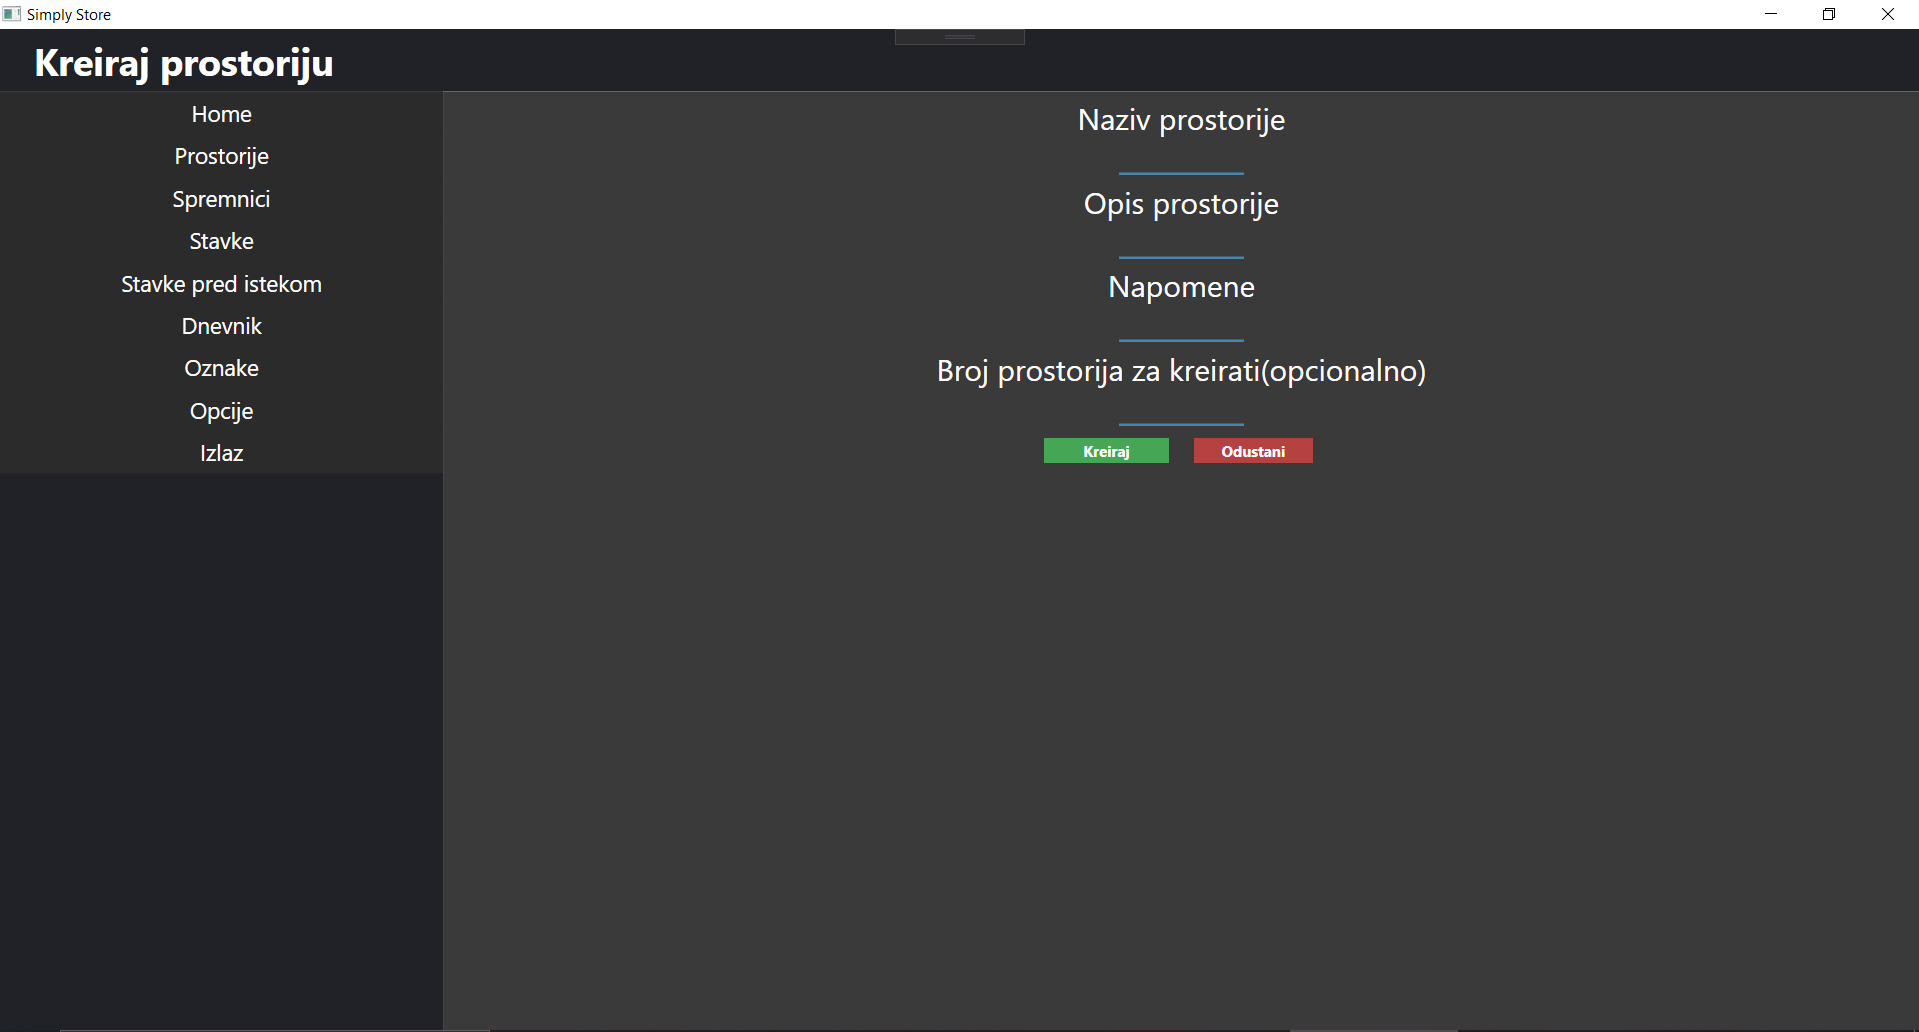 Simply Store
Kreiraj prostoriju
Home
Prostorije
Spremnici
Stavke
Stavke pred istekom
Dnevnik
Oznake
Opcije
Izlaz
Naziv prostorije
Opis prostorije
Napomene
Broj prostorija za kreirati(opcionalno)
Kreiraj Odustani